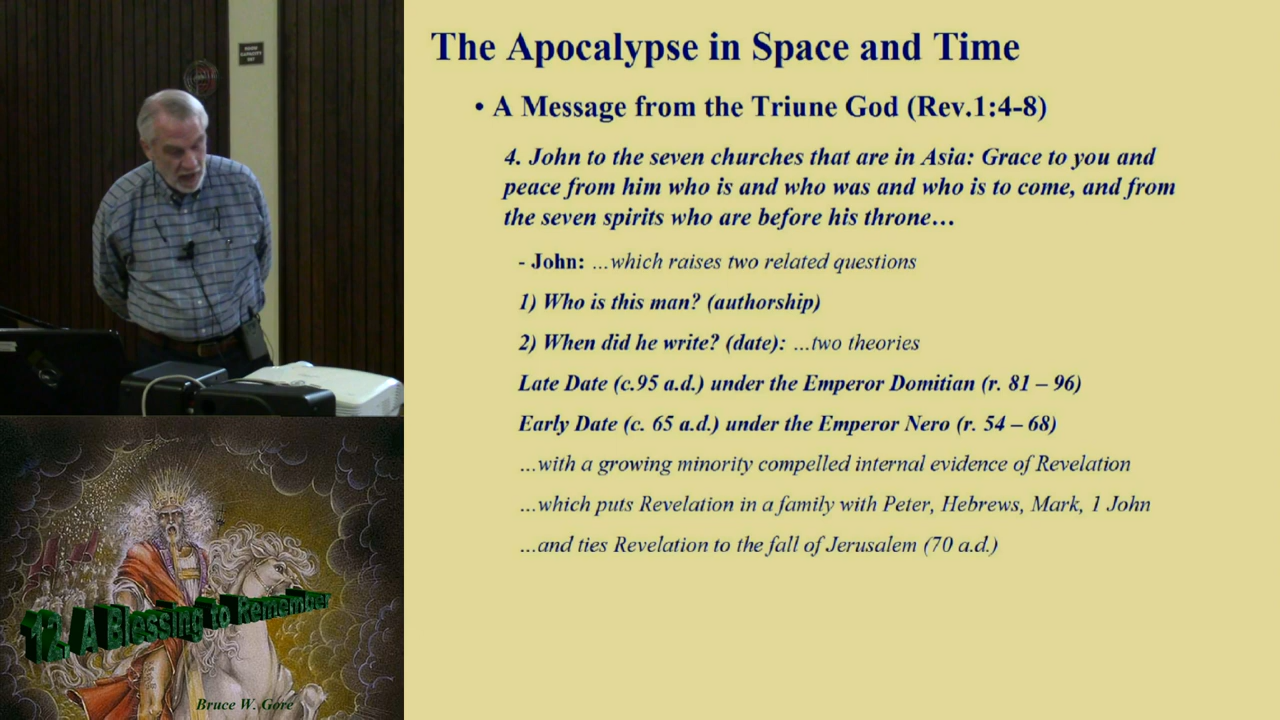 The Apocalypse in Space and Time
• A Message from the Triune God (Rev.1:4-8)
4. John to the seven churches that are in Asia: Grace to you and
peace from him who is and who was and who is to come, and from
the seven spirits who are before his throne…
- John: …which raises two related questions
1) Who is this man? (authorship)
2) When did he write? (date): …two theories
Late Date (c.95 a.d.) under the Emperor Domitian (r. 81 – 96)
Early Date (c. 65 a.d.) under the Emperor Nero (r. 54 – 68)
…with a growing minority compelled internal evidence of Revelation
…which puts Revelation in a family with Peter, Hebrews, Mark, 1 John
…and ties Revelation to the fall of Jerusalem (70 a.d.)
12. A Blessing to Remember
Bruce W. Gore